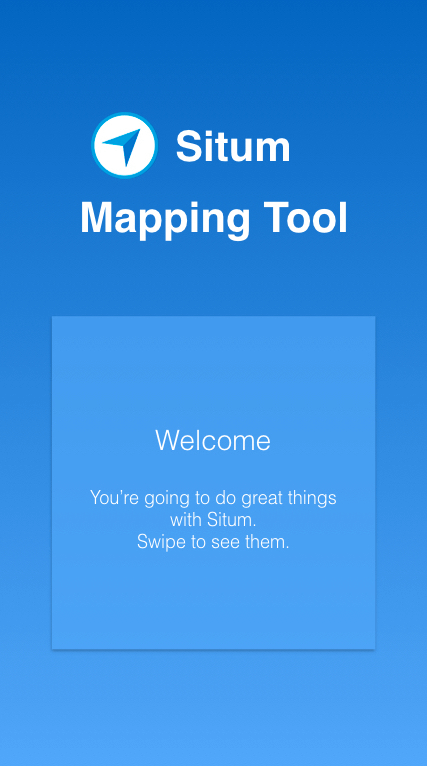 Situm
Mapping Tool
Welcome
You're going to do great things
with Situm.
Swipe to see them.